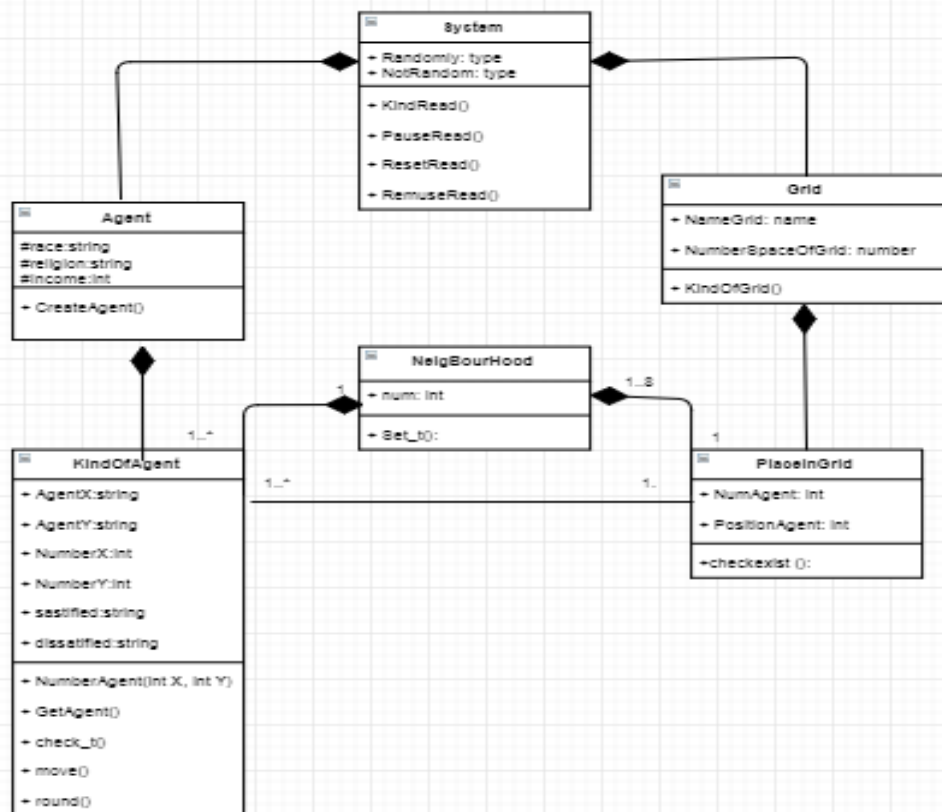 System
+ Randomly: type
+ NotRandom: type
+ KindRead()
+ PauseRead()
+ ResetRead()
+ RemuseRead()
Agent
#race:string
#religion:string
#income:int
+ CreateAgent()
Grid
+ NameGrid: name
+ NumberSpaceOfGrid: number
+ KindOfGrid()
NeigBourHood
+ num: int
+ Set_t():
1
1..8
1..*
1
KindOfAgent
+ AgentX:string
+ AgentY:string
+ NumberX:int
+ NumberY:int
+ sastified:string
+ dissatified:string
+ NumberAgent(int X, int Y)
+ GetAgent()
+ check_t()
+ move()
+ round()
1..*
1..
PlaceInGrid
+ NumAgent: int
+ PositionAgent: int
+checkexist ():